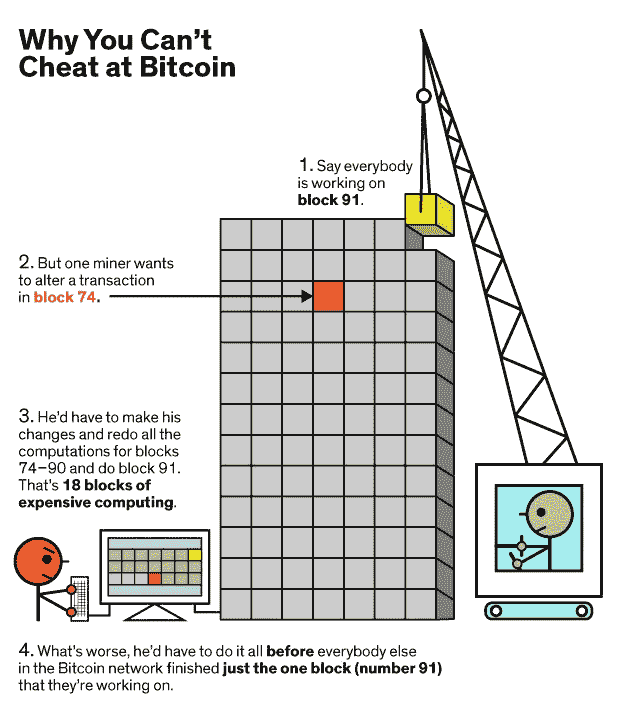 Why You Can't
Cheat at Bitcoin
1. Say everybody
is working on
block 91.
2. But one miner wants
to alter a transaction
in block 74.
3. He'd have to make his
changes and redo all the
computations for blocks
74–90 and do block 91.
That's 18 blocks of
expensive computing.
4. What's worse, he'd have to do it all before everybody else
in the Bitcoin network finished just the one block (number 91)
that they're working on.